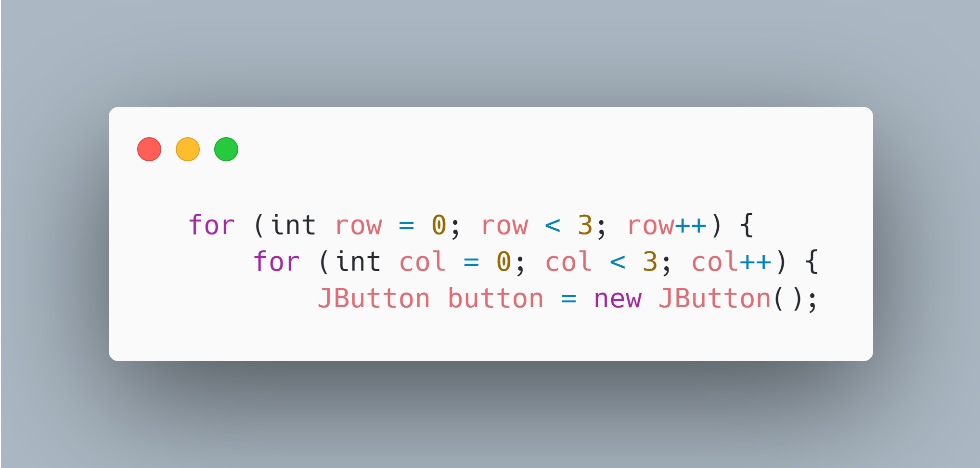 for (int row = 0; row < 3; row++) {
    for (int col = 0; col < 3; col++) {
        JButton button = new JButton();